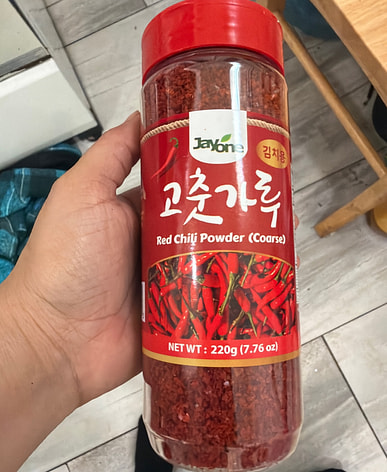 Jayone
김치용
고춧가루
Red Chili Powder (Coarse)
NET WT : 220g (7.76 oz)